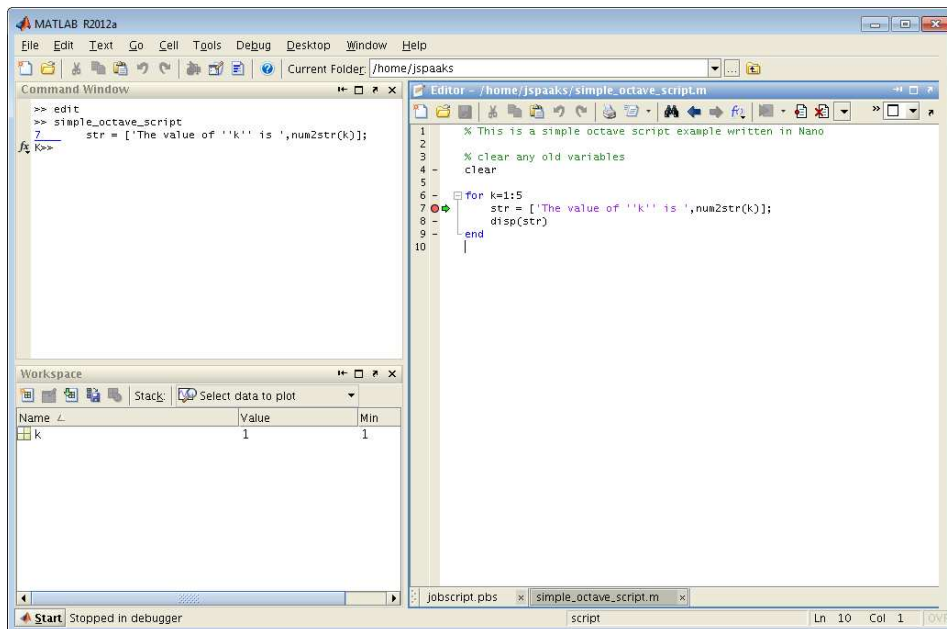 MATLAB R2012a
File Edit Text Go Cell Tools Debug Desktop Window Help
Current Folder: /home/jspaaks
Command Window
>> edit
>> simple_octave_script
7 str = ['The value of ''k'' is ',num2str(k)];
fx K>>
Workspace
Stack: Select data to plot
Name Value Min
k 1 1
Editor - /home/jspaaks/simple_octave_script.m
1 % This is a simple octave script example written in Nano
2
3 % clear any old variables
4 - clear
5
6 - for k=1:5
7 str = ['The value of ''k'' is ',num2str(k)];
8 - disp(str)
9 - end
10
jobscript.pbs × simple_octave_script.m ×
Start Stopped in debugger script Ln 10 Col 1 OVR